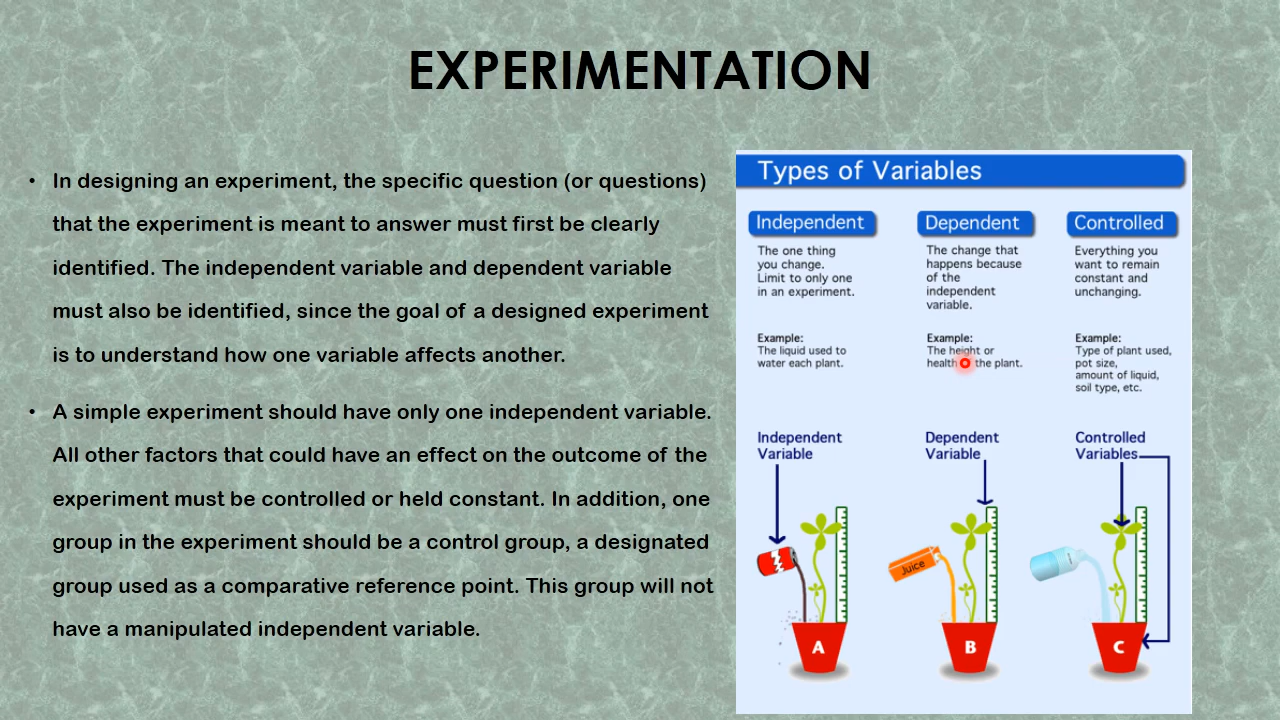 EXPERIMENTATION
• In designing an experiment, the specific question (or questions)
that the experiment is meant to answer must first be clearly
identified. The independent variable and dependent variable
must also be identified, since the goal of a designed experiment
is to understand how one variable affects another.
• A simple experiment should have only one independent variable.
All other factors that could have an effect on the outcome of the
experiment must be controlled or held constant. In addition, one
group in the experiment should be a control group, a designated
group used as a comparative reference point. This group will not
have a manipulated independent variable.
Types of Variables
Independent
The one thing
you change.
Limit to only one
in an experiment.
Example:
The liquid used to
water each plant.
Dependent
The change that
happens because
of the
independent
variable.
Example:
The height or
health the plant.
Controlled
Everything you
want to remain
constant and
unchanging.
Example:
Type of plant used,
pot size,
amount of liquid,
soil type, etc.
Independent
Variable
Dependent
Variable
Controlled
Variables
Juice
A
B
C